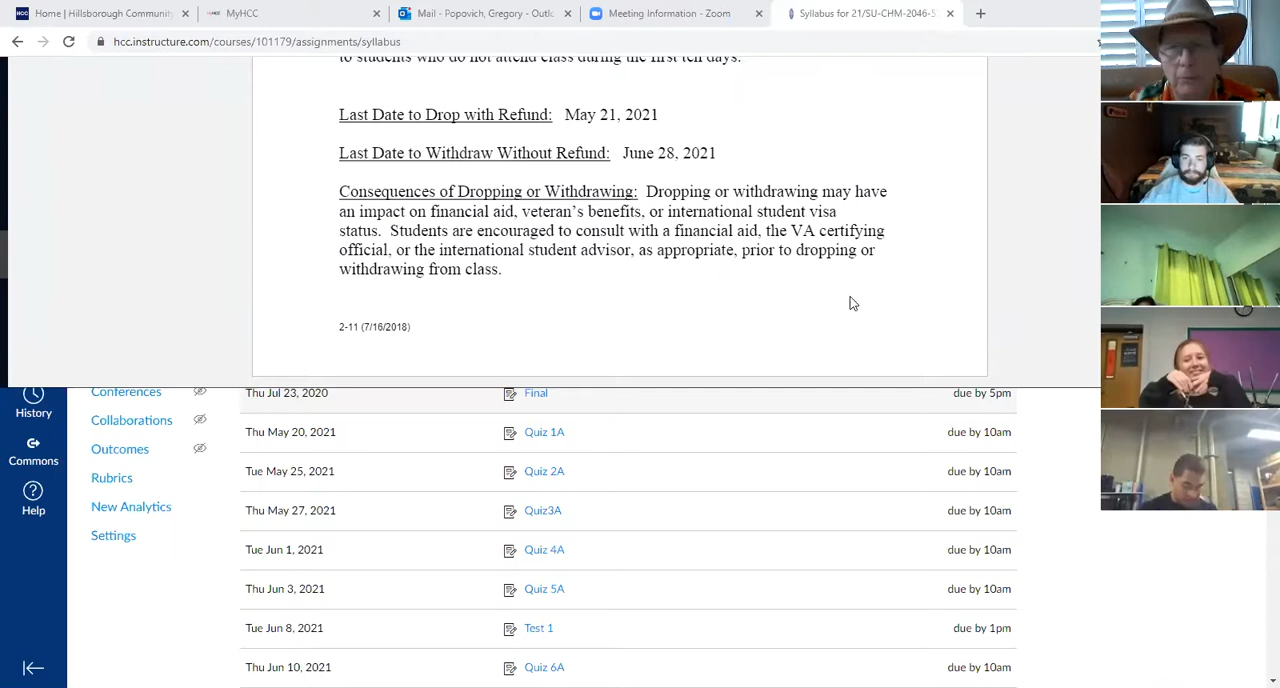 Home | Hillsborough Community
MyHCC
Mail - Popovich, Gregory - Outlo
Meeting Information - Zoom
Syllabus for 21/SU-CHM-2046-5
hcc.instructure.com/courses/101179/assignments/syllabus
to students who do not attend class during the first ten days.
Last Date to Drop with Refund: May 21, 2021
Last Date to Withdraw Without Refund: June 28, 2021
Consequences of Dropping or Withdrawing: Dropping or withdrawing may have
an impact on financial aid, veteran's benefits, or international student visa
status. Students are encouraged to consult with a financial aid, the VA certifying
official, or the international student advisor, as appropriate, prior to dropping or
withdrawing from class.
2-11 (7/16/2018)
History
Commons
Help
Conferences
Collaborations
Outcomes
Rubrics
New Analytics
Settings
Thu Jul 23, 2020 Final due by 5pm
Thu May 20, 2021 Quiz 1A due by 10am
Tue May 25, 2021 Quiz 2A due by 10am
Thu May 27, 2021 Quiz3A due by 10am
Tue Jun 1, 2021 Quiz 4A due by 10am
Thu Jun 3, 2021 Quiz 5A due by 10am
Tue Jun 8, 2021 Test 1 due by 1pm
Thu Jun 10, 2021 Quiz 6A due by 10am